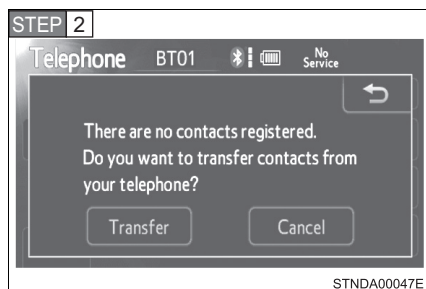 STEP 2
Telephone BT01 No Service
There are no contacts registered.
Do you want to transfer contacts from
your telephone?
Transfer Cancel
STNDA00047E